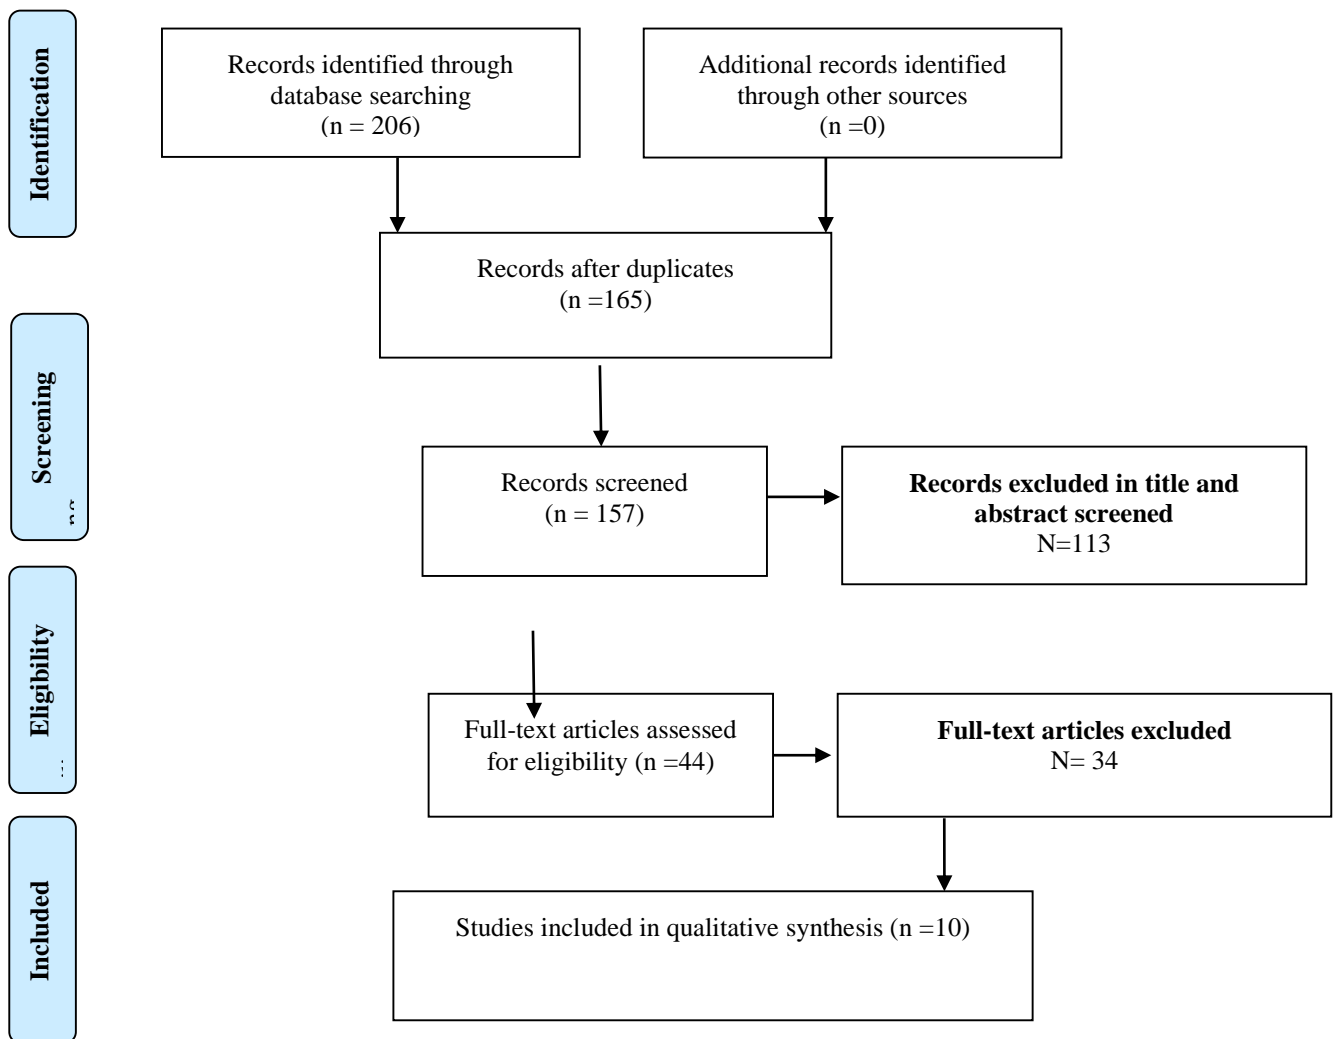 Identification
Records identified through
database searching
(n = 206)
Additional records identified
through other sources
(n =0)
Records after duplicates
(n =165)
Screening
Records screened
(n = 157)
Records excluded in title and
abstract screened
N=113
Eligibility
Full-text articles assessed
for eligibility (n =44)
Full-text articles excluded
N= 34
Included
Studies included in qualitative synthesis (n =10)